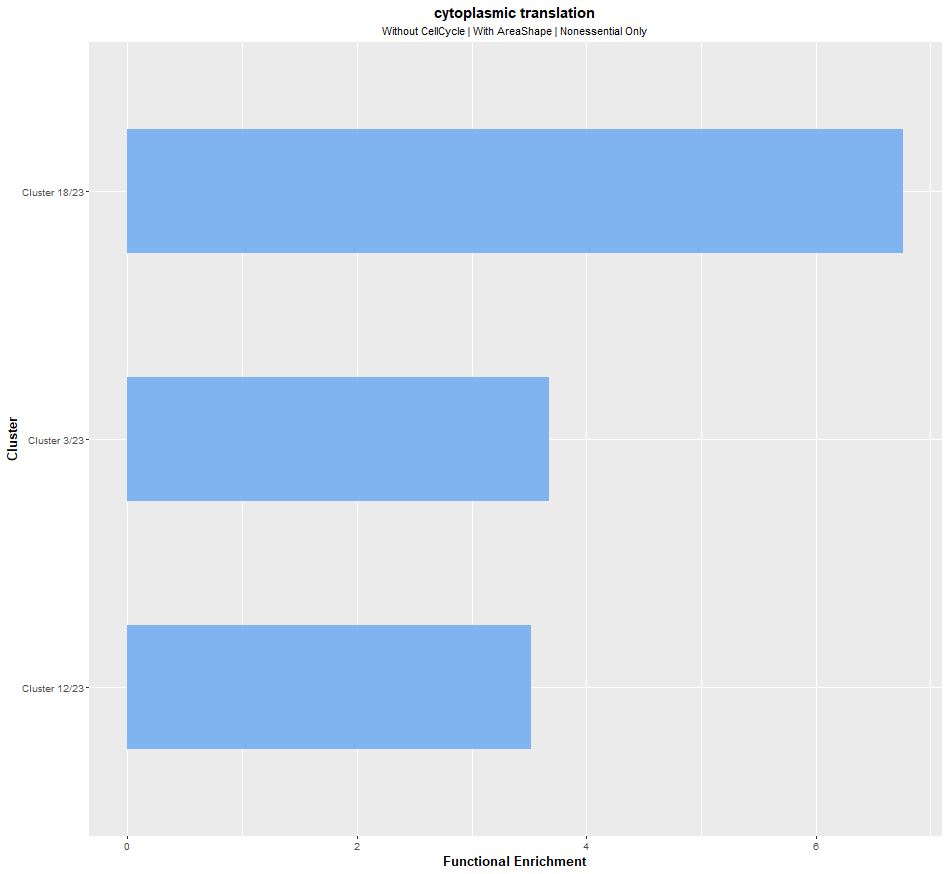 cytoplasmic translation
Without CellCycle | With AreaShape | Nonessential Only
Cluster 18/23
Cluster 3/23
Cluster 12/23
Cluster
0 2 4 6
Functional Enrichment